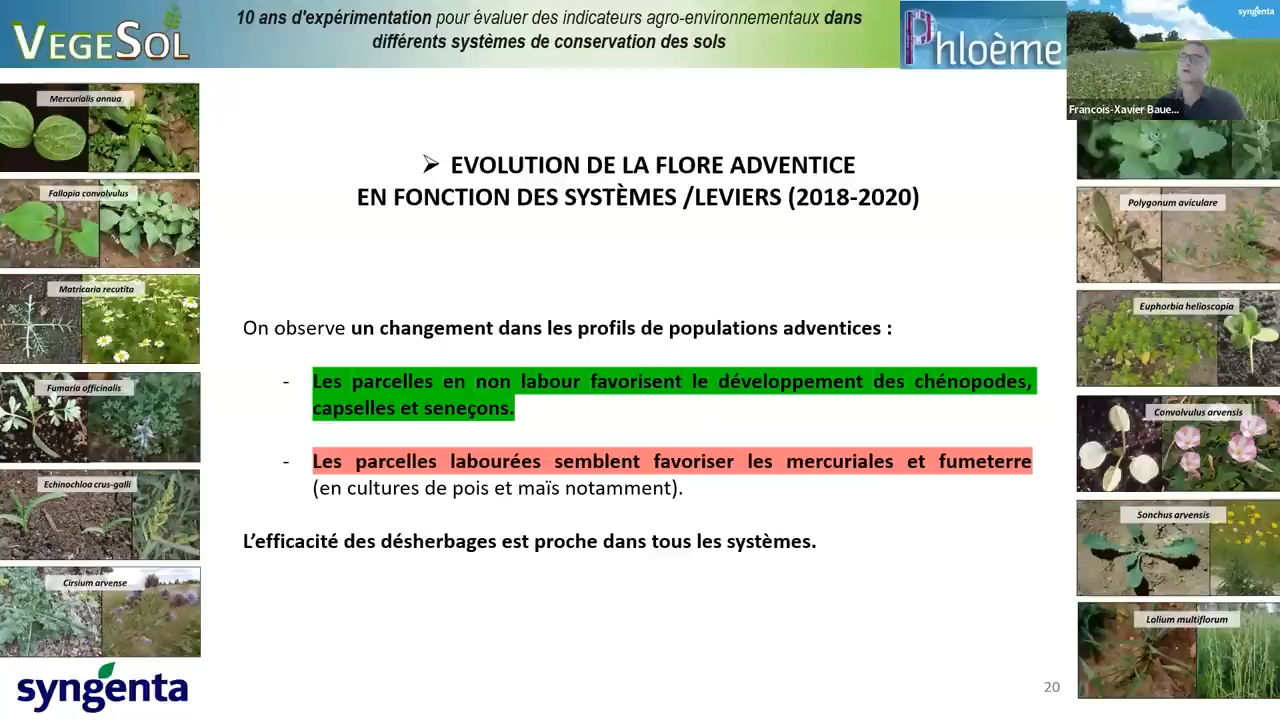 VEGESOL
10 ans d'expérimentation pour évaluer des indicateurs agro-environnementaux dans
différents systèmes de conservation des sols
Phloème
syngenta
Francois-Xavier Baue...
Mercurialis annua
Fallopia convolvulus
Matricaria recutita
Fumaria officinalis
Echinochloa crus-galli
Cirsium arvense
syngenta
➢ EVOLUTION DE LA FLORE ADVENTICE
EN FONCTION DES SYSTÈMES /LEVIERS (2018-2020)
On observe un changement dans les profils de populations adventices :
- Les parcelles en non labour favorisent le développement des chénopodes,
capselles et seneçons.
- Les parcelles labourées semblent favoriser les mercuriales et fumeterre
(en cultures de pois et maïs notamment).
L'efficacité des désherbages est proche dans tous les systèmes.
20
Polygonum aviculare
Euphorbia helioscopia
Convolvulus arvensis
Sonchus arvensis
Lolium multiflorum